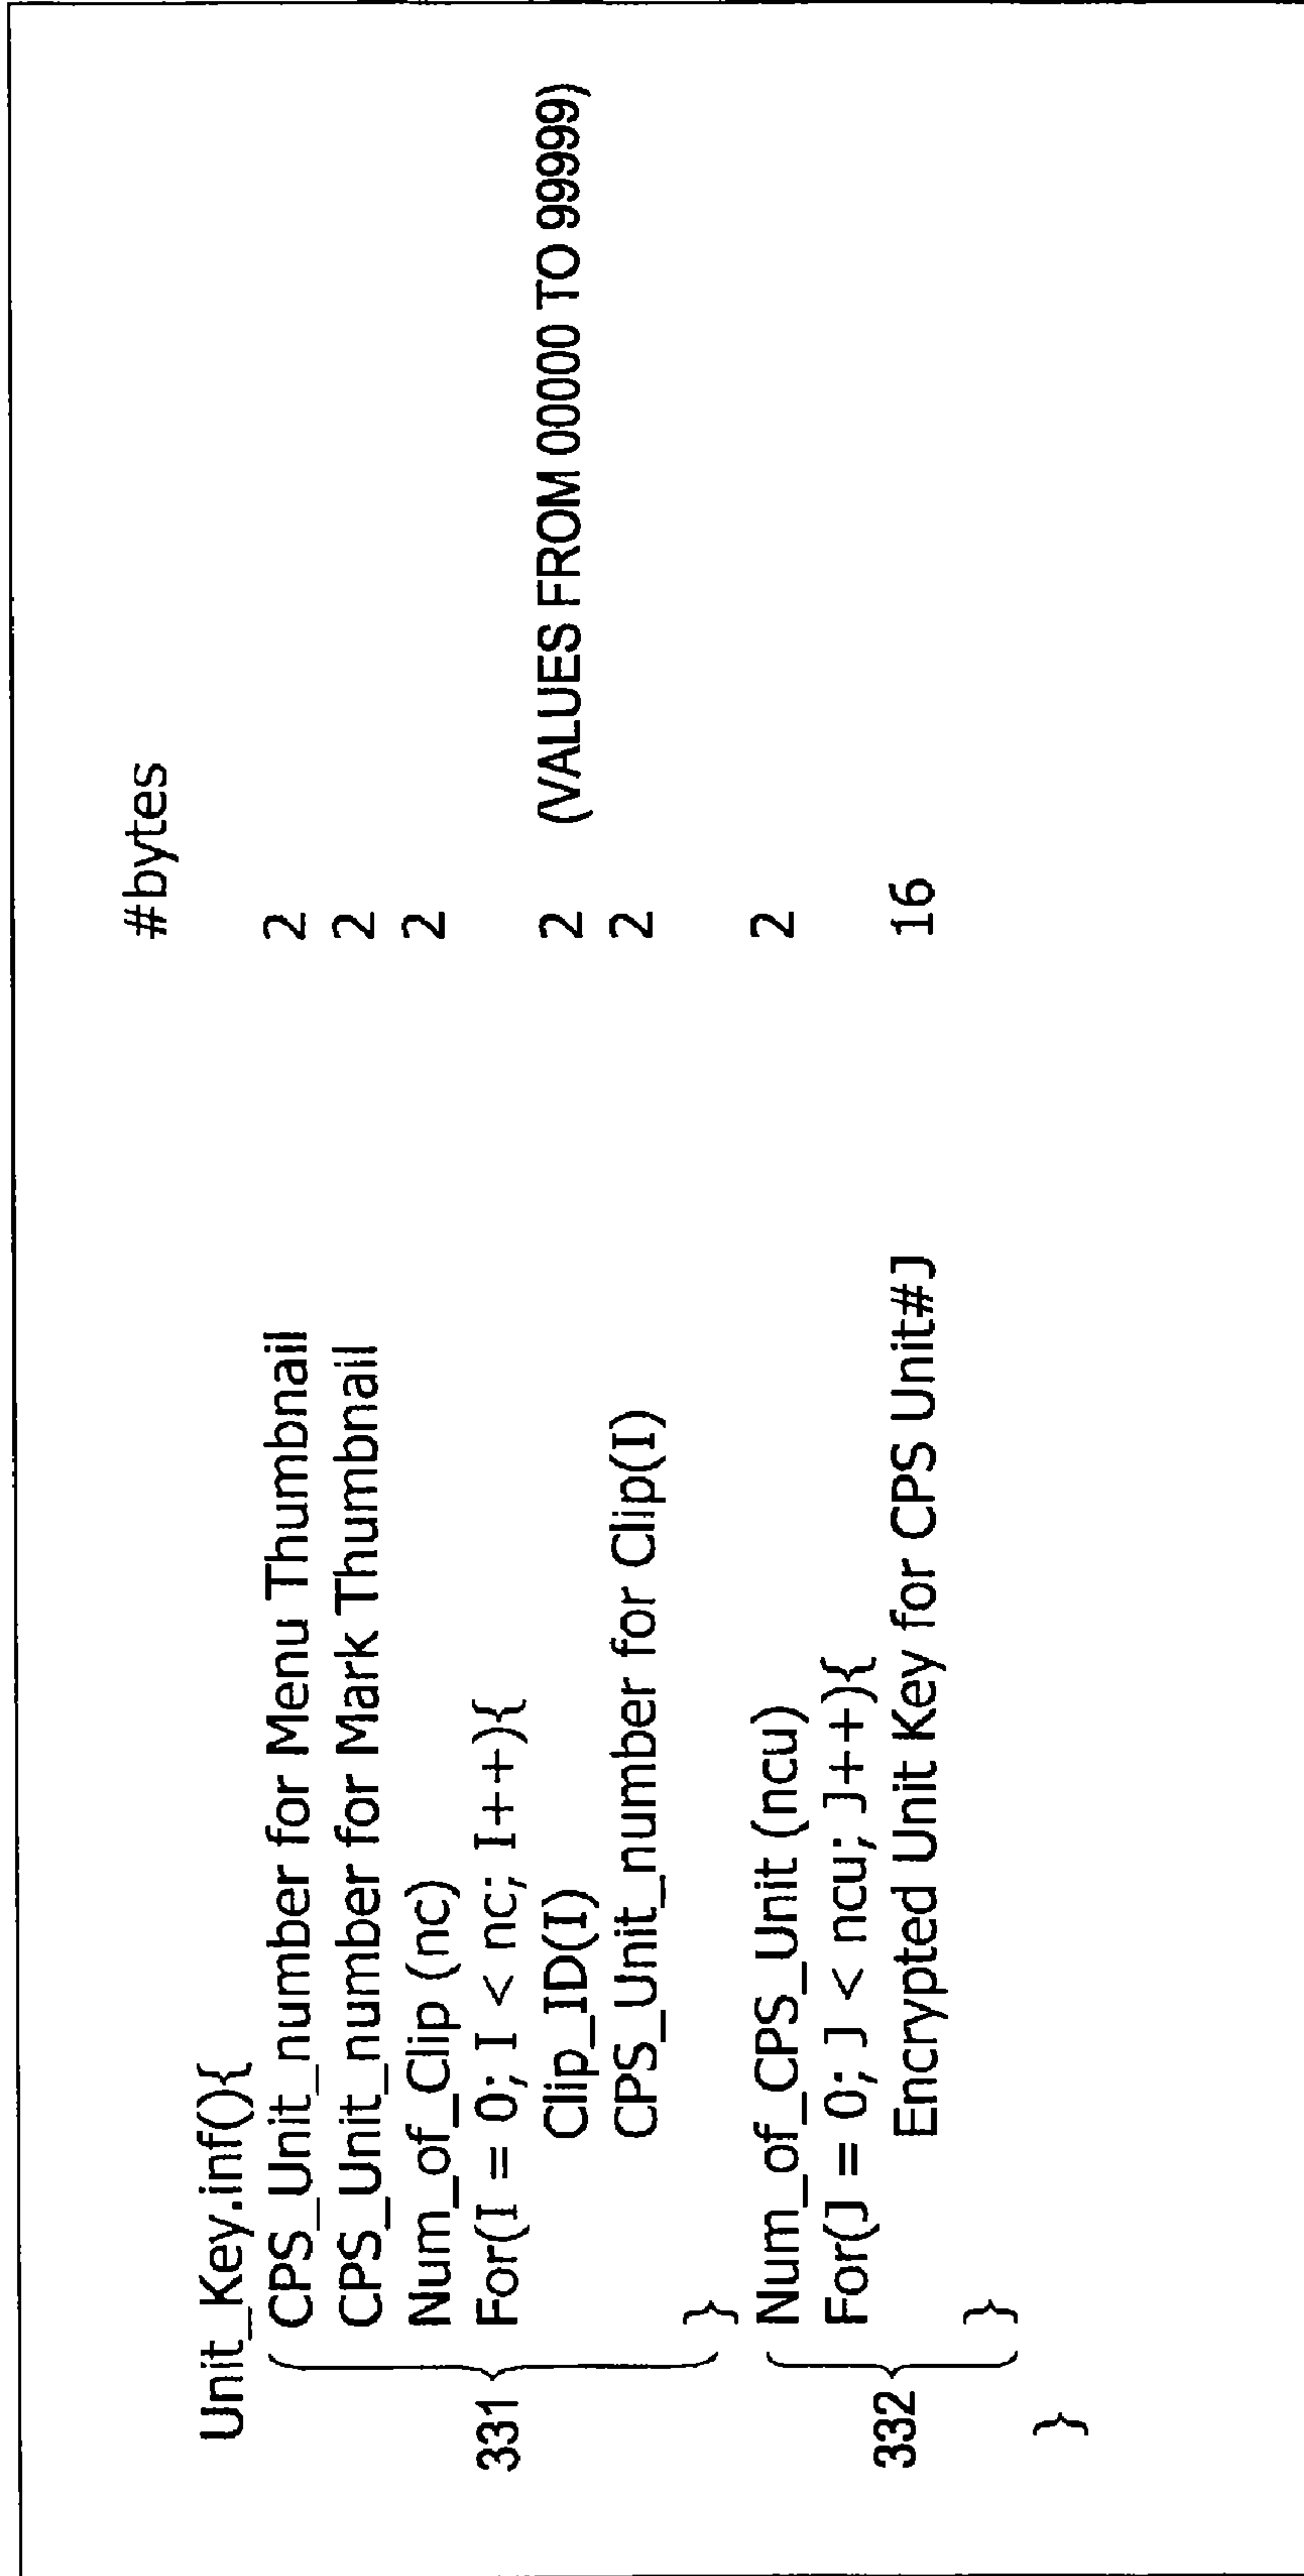 #bytes
Unit_Key.inf(){
CPS_Unit_number for Menu Thumbnail 2
CPS_Unit_number for Mark Thumbnail 2
Num_of_Clip (nc) 2
For(I = 0; I < nc; I++){
331
Clip_ID(I) 2 (VALUES FROM 00000 TO 99999)
CPS_Unit_number for Clip(I) 2
}
Num_of_CPS_Unit (ncu) 2
For(J = 0; J < ncu; J++){
332 Encrypted Unit Key for CPS Unit#J 16
}
}